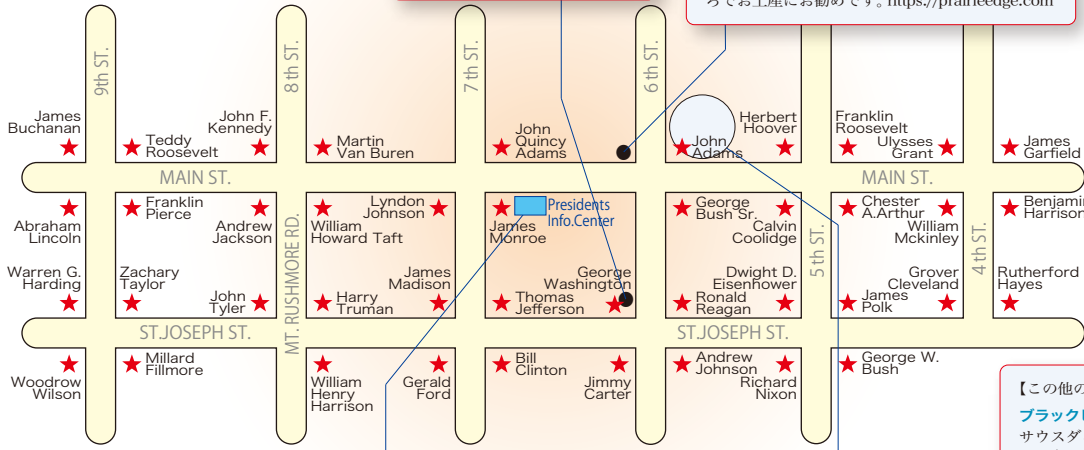 ろでお土産にお勧めです。https://prairieedge.com
9th ST.
8th ST.
7th ST.
6th ST.
James
Buchanan
Teddy
Roosevelt
John F.
Kennedy
Martin
Van Buren
John
Quincy
Adams
John
Adams
Herbert
Hoover
Franklin
Roosevelt
Ulysses
Grant
James
Garfield
MAIN ST.
MAIN ST.
Abraham
Lincoln
Franklin
Pierce
Andrew
Jackson
MT. RUSHMORE RD.
William
Howard Taft
Lyndon
Johnson
James
Monroe
Presidents
Info.Center
George
Bush Sr.
Calvin
Coolidge
5th ST.
Chester
A.Arthur
William
Mckinley
4th ST.
Benjamin
Harrison
Warren G.
Harding
Zachary
Taylor
John
Tyler
Harry
Truman
James
Madison
Thomas
Jefferson
George
Washington
Ronald
Reagan
Dwight D.
Eisenhower
James
Polk
Grover
Cleveland
Rutherford
Hayes
ST.JOSEPH ST.
ST.JOSEPH ST.
Woodrow
Wilson
Millard
Fillmore
William
Henry
Harrison
Gerald
Ford
Bill
Clinton
Jimmy
Carter
Andrew
Johnson
Richard
Nixon
George W.
Bush
【この他の
ブラック
サウスダ